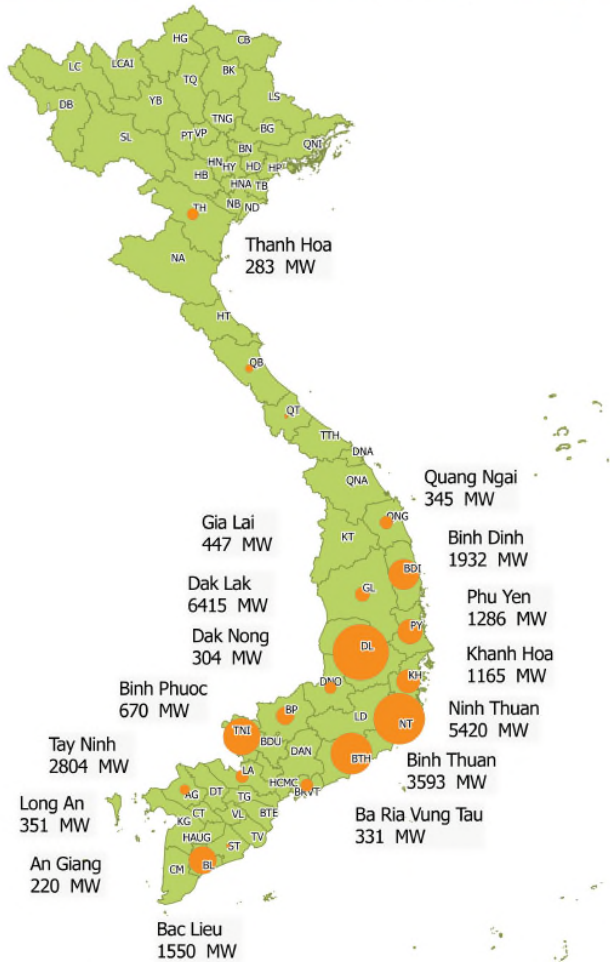 HG
CB
LC
LCAI
BK
TQ
LS
DB
YB
TNG
SL
PT
VP
BG
QNI
BN
HN
HY
HD
HP
HB
HNA
TB
NB
ND
TH
Thanh Hoa
283 MW
NA
HT
QB
QT
TTH
DNA
QNA
Quang Ngai
345 MW
QNG
Gia Lai
447 MW
KT
Binh Dinh
1932 MW
BDI
Dak Lak
6415 MW
GL
Phu Yen
1286 MW
PY
Dak Nong
304 MW
DL
Khanh Hoa
1165 MW
KH
DNO
Binh Phuoc
670 MW
BP
LD
NT
Ninh Thuan
5420 MW
TNI
BDU
DAN
BTH
Tay Ninh
2804 MW
Binh Thuan
3593 MW
LA
HCMC
BRVT
AG
DT
TG
Long An
351 MW
Ba Ria Vung Tau
331 MW
KG
CT
VL
BTE
HAUG
ST
TV
An Giang
220 MW
CM
BL
Bac Lieu
1550 MW